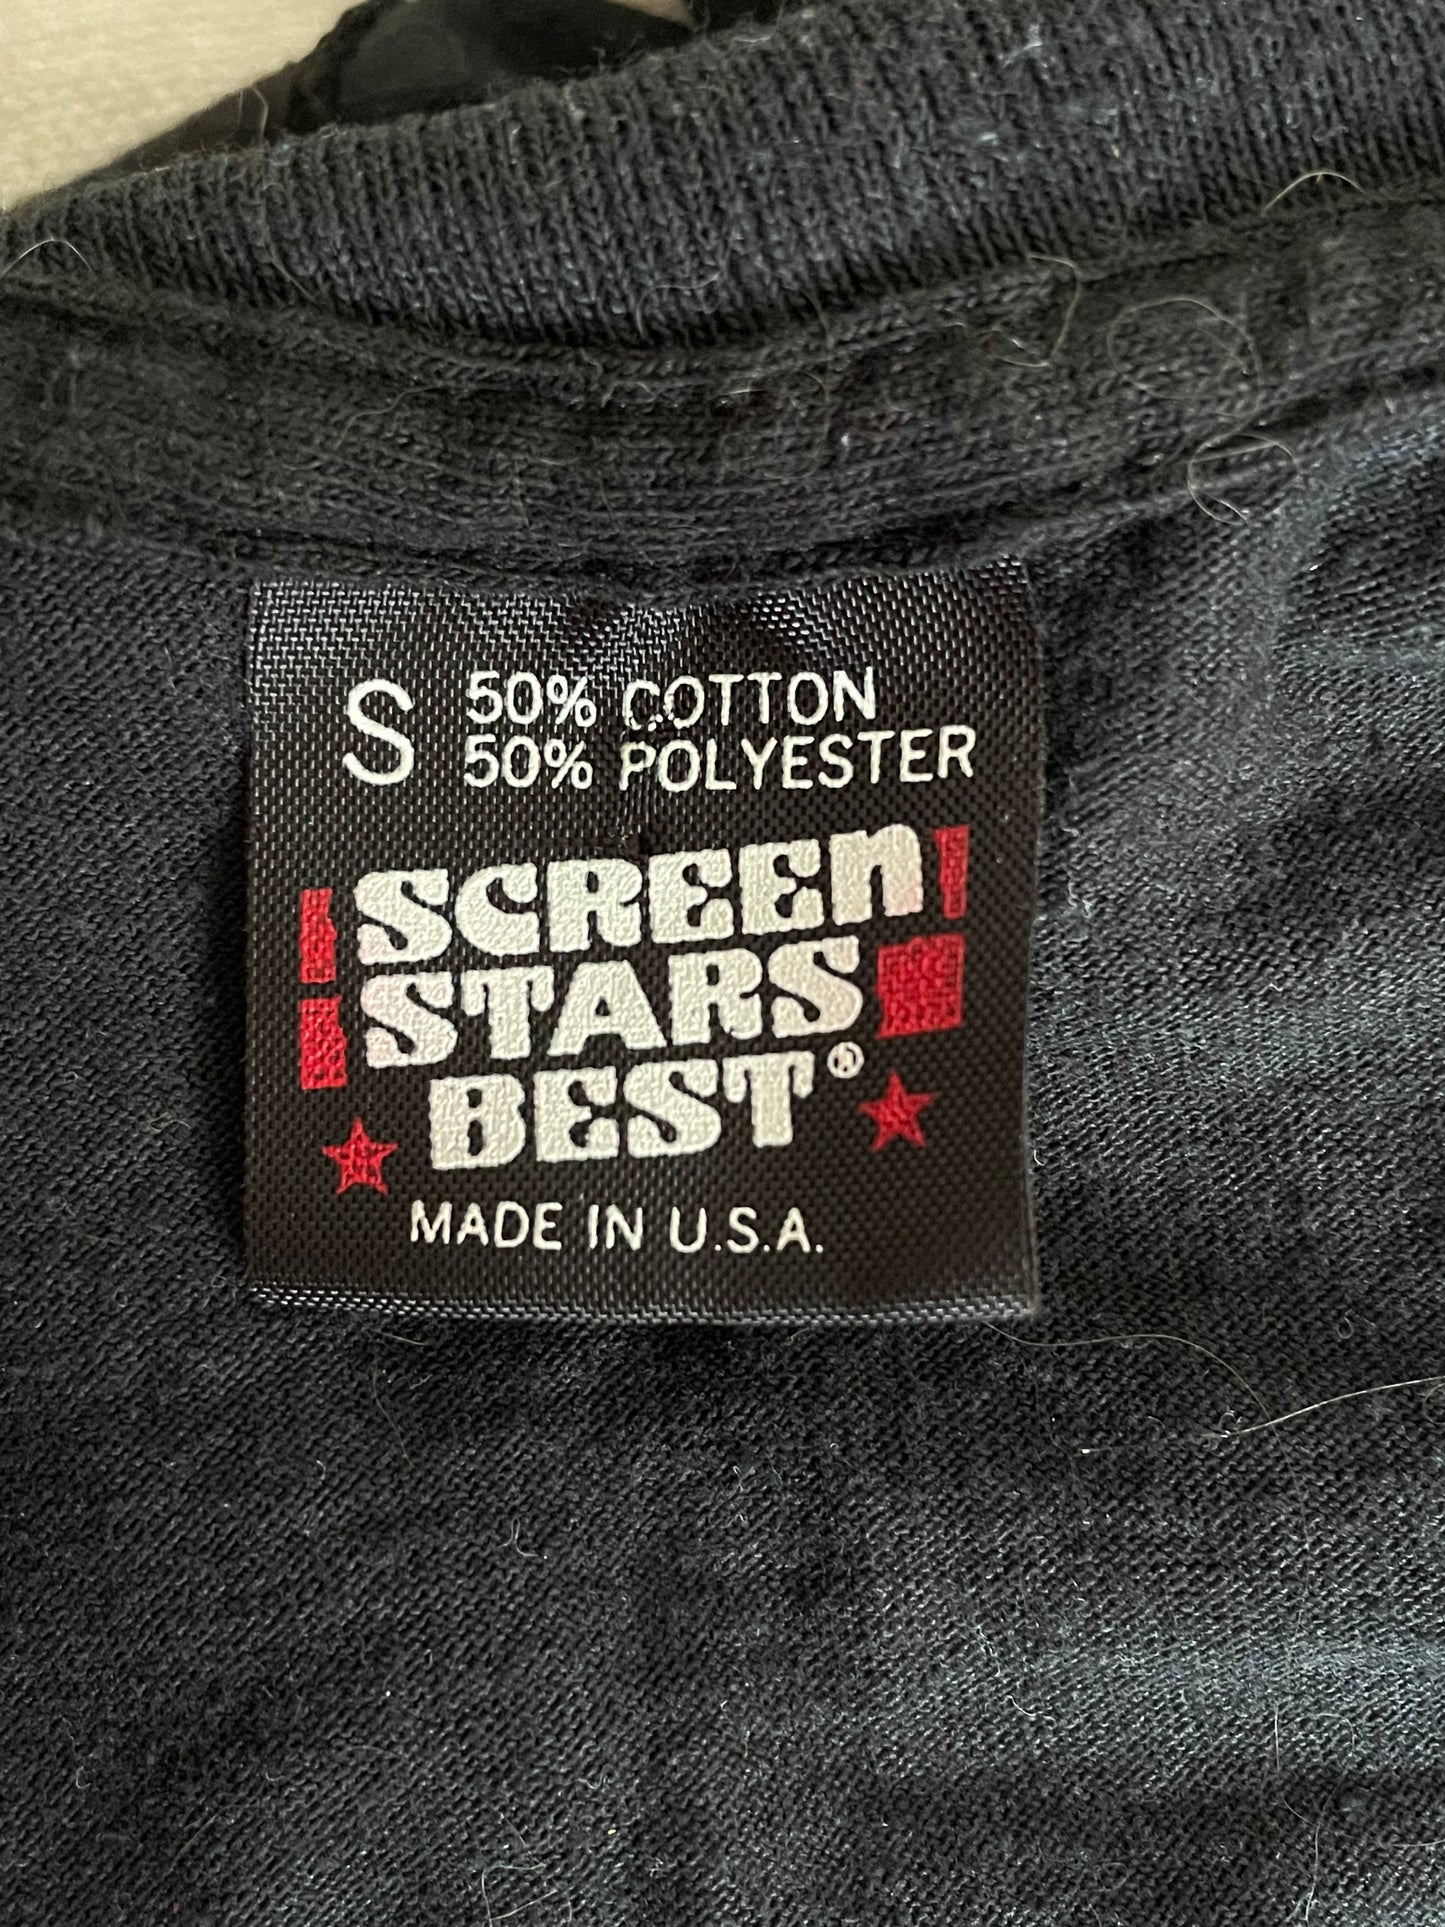 S 50% COTTON
50% POLYESTER
SCREEn
STARS
BEST®
MADE IN U.S.A.